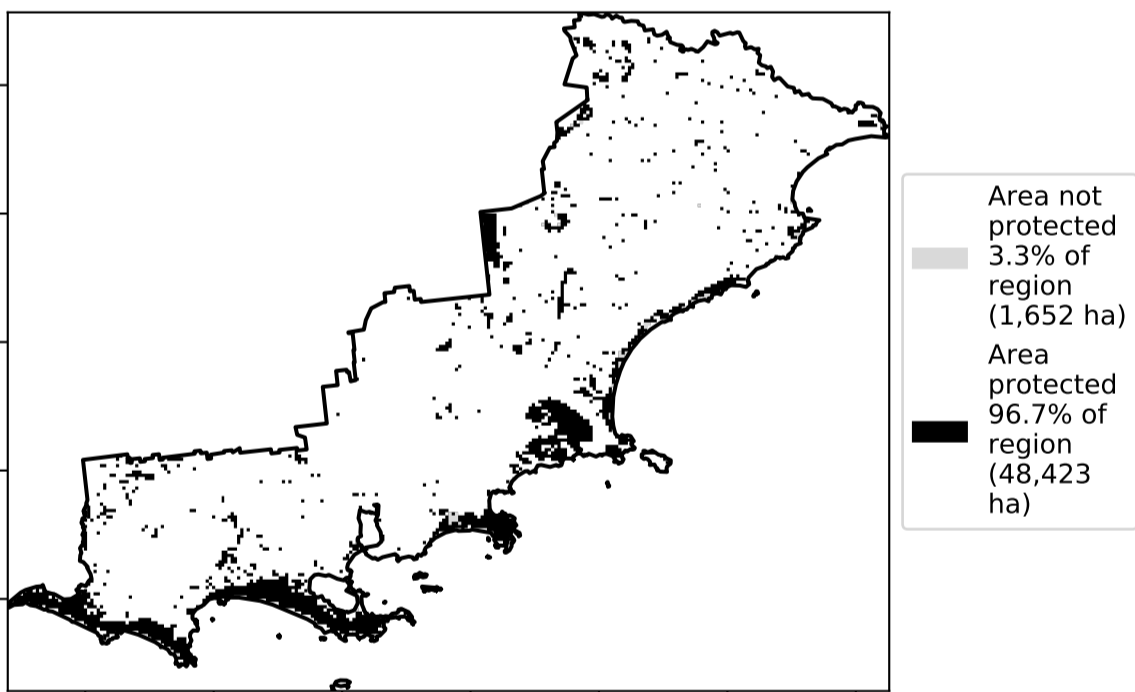 Area not
protected
3.3% of
region
(1,652 ha)
Area
protected
96.7% of
region
(48,423
ha)